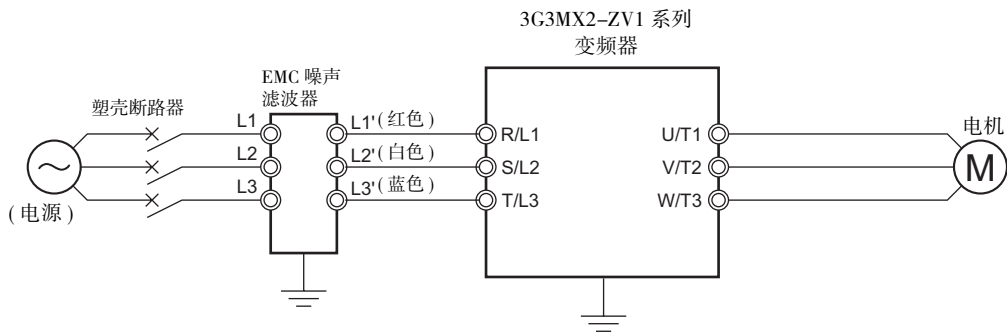 3G3MX2-ZV1 系列
变频器
EMC 噪声
滤波器
塑壳断路器
电机
L1
L1'(红色)
R/L1
U/T1
L2
L2'(白色)
S/L2
V/T2
M
L3
L3'(蓝色)
T/L3
W/T3
(电源)